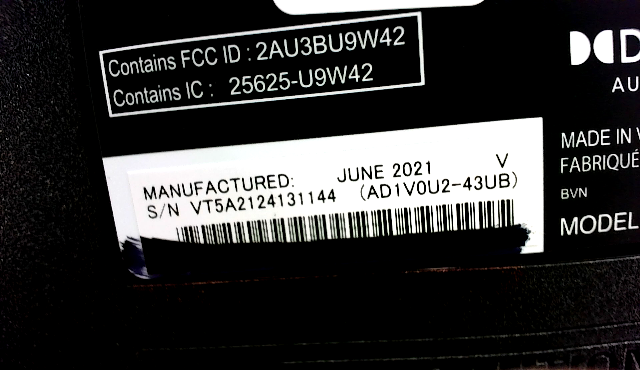 Contains FCC ID : 2AU3BU9W42
Contains IC : 25625-U9W42
MANUFACTURED: JUNE 2021 V
S/N VT5A2124131144 (AD1V0U2-43UB)
AU
MADE IN V
FABRIQUÉ
BVN
MODEL